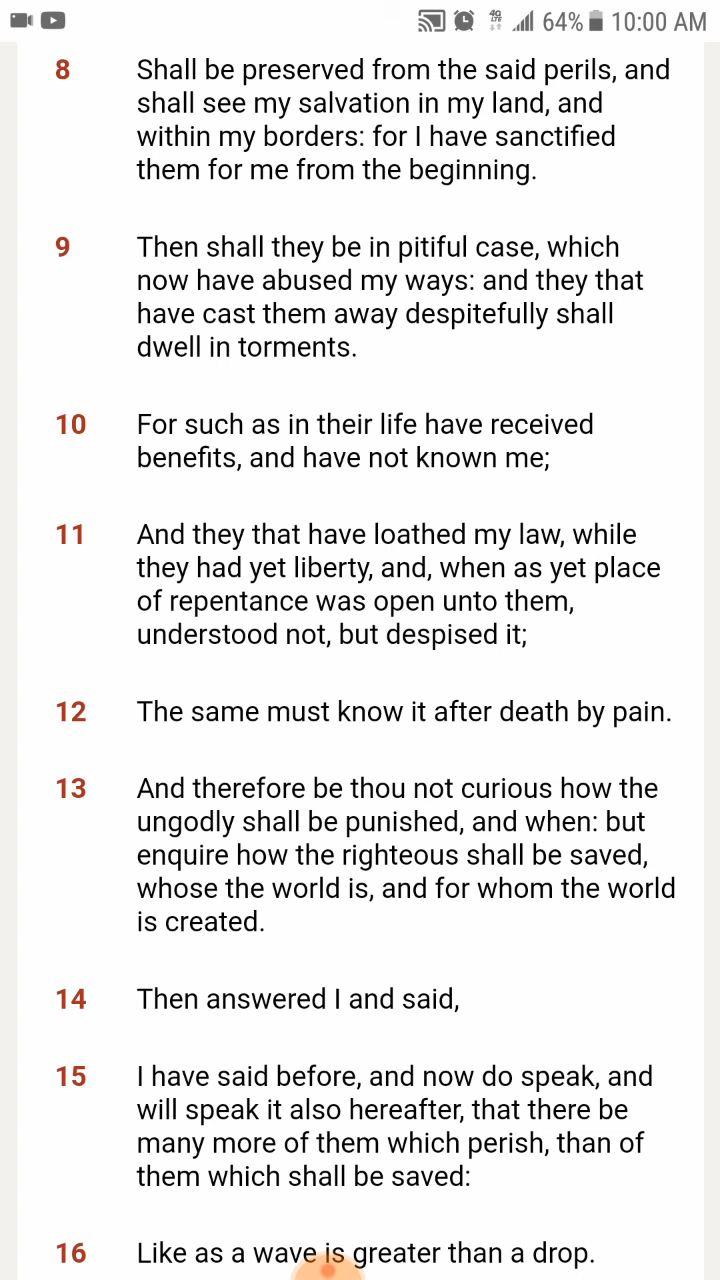 4G LTE 64% 10:00 AM
8 Shall be preserved from the said perils, and
shall see my salvation in my land, and
within my borders: for I have sanctified
them for me from the beginning.
9 Then shall they be in pitiful case, which
now have abused my ways: and they that
have cast them away despitefully shall
dwell in torments.
10 For such as in their life have received
benefits, and have not known me;
11 And they that have loathed my law, while
they had yet liberty, and, when as yet place
of repentance was open unto them,
understood not, but despised it;
12 The same must know it after death by pain.
13 And therefore be thou not curious how the
ungodly shall be punished, and when: but
enquire how the righteous shall be saved,
whose the world is, and for whom the world
is created.
14 Then answered I and said,
15 I have said before, and now do speak, and
will speak it also hereafter, that there be
many more of them which perish, than of
them which shall be saved:
16 Like as a wave is greater than a drop.